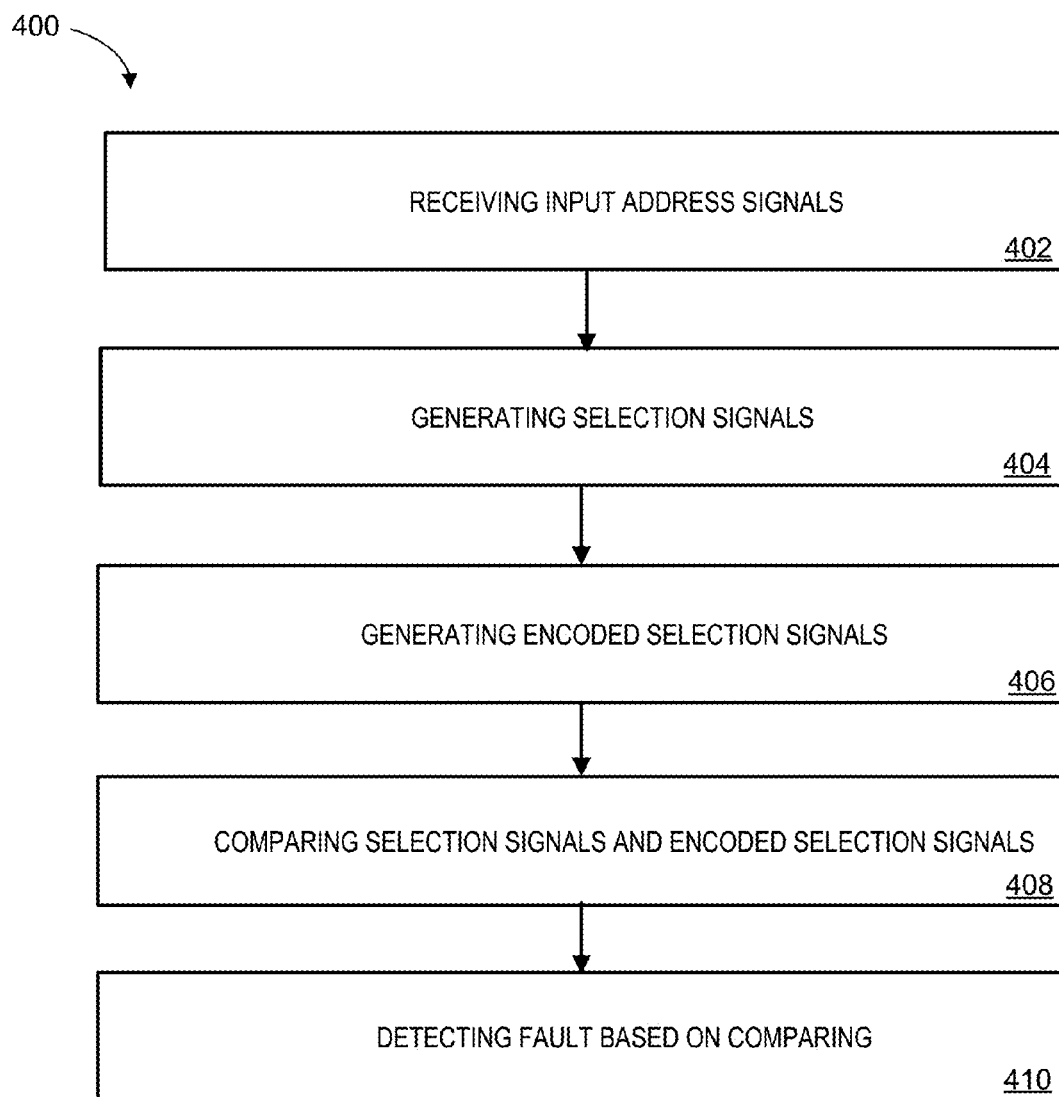 400
RECEIVING INPUT ADDRESS SIGNALS
402
GENERATING SELECTION SIGNALS
404
GENERATING ENCODED SELECTION SIGNALS
406
COMPARING SELECTION SIGNALS AND ENCODED SELECTION SIGNALS
408
DETECTING FAULT BASED ON COMPARING
410